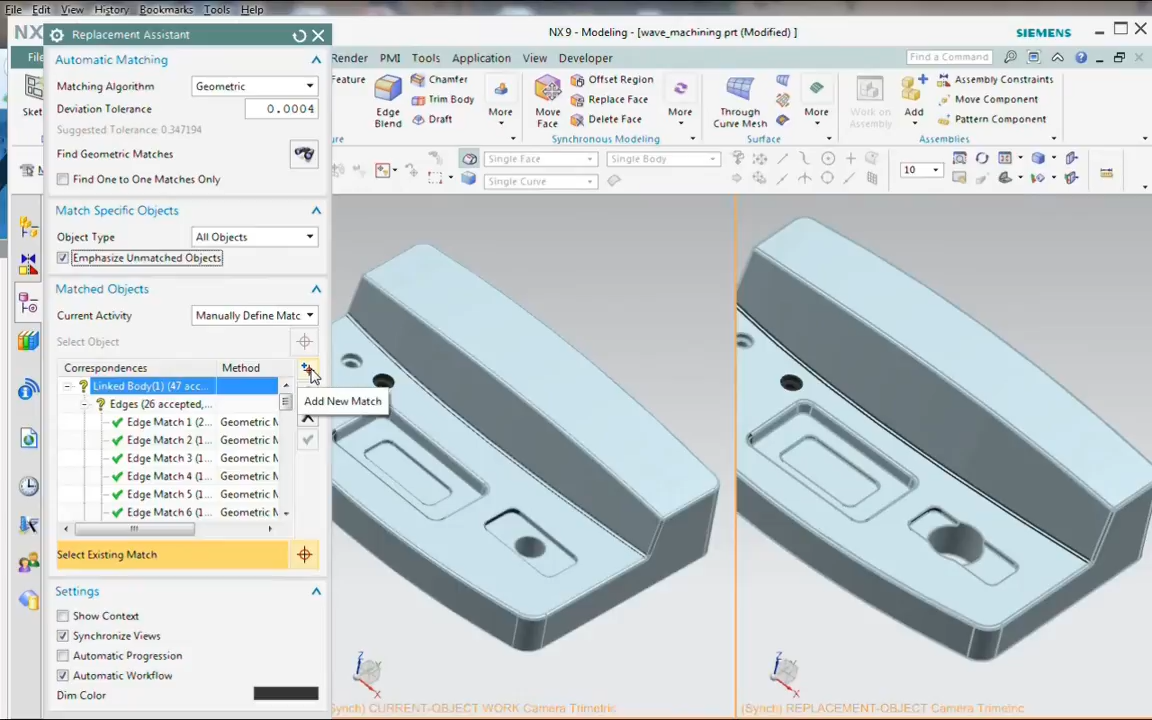 File Edit View History Bookmarks Tools Help
Replacement Assistant
NX 9 - Modeling - [wave_machining.prt (Modified) ]
SIEMENS
Render PMI Tools Assembly Application View Developer
Find a Command
Automatic Matching
Matching Algorithm Geometric
Deviation Tolerance 0.0004
Suggested Tolerance: 0.347194
Find Geometric Matches
Find One to One Matches Only
Edge Blend
Chamfer
Trim Body
Draft
More
Move Face
Offset Region
Replace Face
Delete Face
More
Synchronous Modeling
Through Curve Mesh
More
Surface
Work on Assembly
Add
Assembly Constraints
Move Component
Pattern Component
Assemblies
Single Face Single Body
Single Curve
10
Match Specific Objects
Object Type All Objects
Emphasize Unmatched Objects
Matched Objects
Current Activity Manually Define Matc
Select Object
Correspondences Method
Linked Body(1) (47 acc...
Edges (26 accepted,...
Edge Match 1 (2... Geometric M
Edge Match 2 (1... Geometric M
Edge Match 3 (1... Geometric M
Edge Match 4 (1... Geometric M
Edge Match 5 (1... Geometric M
Edge Match 6 (1... Geometric M
Add New Match
Select Existing Match
Settings
Show Context
Synchronize Views
Automatic Progression
Automatic Workflow
Dim Color
Synch) CURRENT-OBJECT WORK Camera Trimetric
(Synch) REPLACEMENT-OBJECT Camera Trimetric